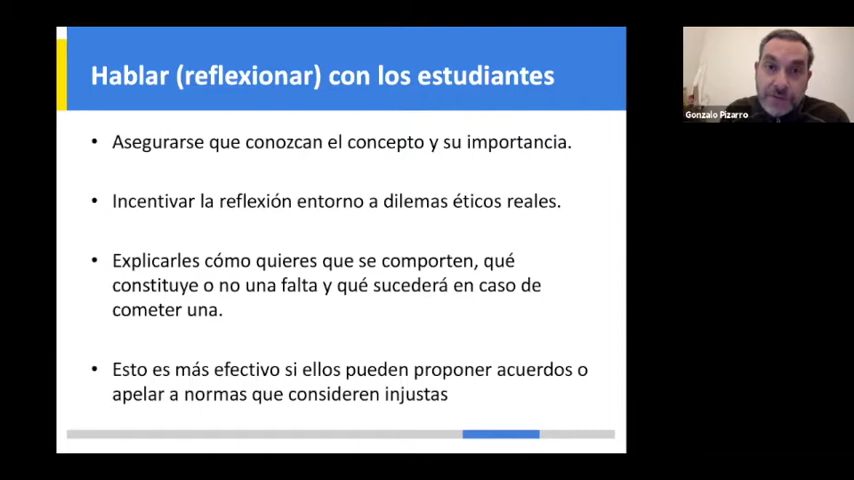 Hablar (reflexionar) con los estudiantes
• Asegurarse que conozcan el concepto y su importancia.
• Incentivar la reflexión entorno a dilemas éticos reales.
• Explicarles cómo quieres que se comporten, qué
constituye o no una falta y qué sucederá en caso de
cometer una.
• Esto es más efectivo si ellos pueden proponer acuerdos o
apelar a normas que consideren injustas
Gonzalo Pizarro